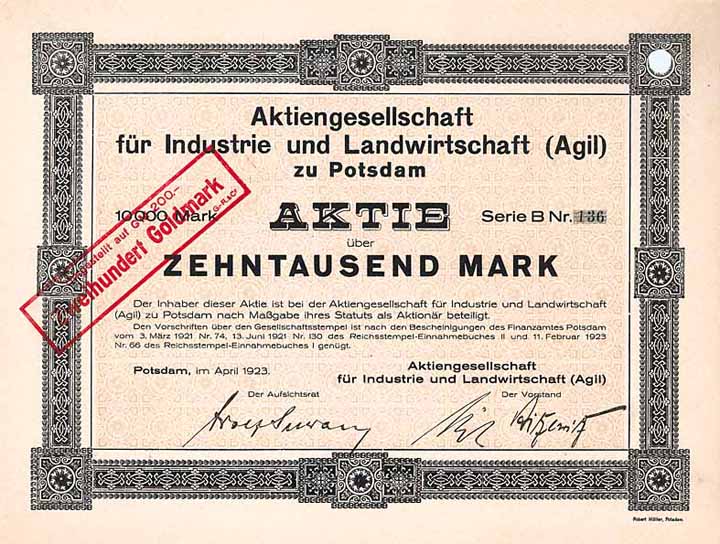 Aktiengesellschaft
für Industrie und Landwirtschaft (Agil)
zu Potsdam
10000 Mark AKTIE Serie B Nr. 136
über
ZEHNTAUSEND MARK
auf GM 200.-
Zweihundert Goldmark
Der Inhaber dieser Aktie ist bei der Aktiengesellschaft für Industrie und Landwirtschaft
(Agil) zu Potsdam nach Maßgabe ihres Statuts als Aktionär beteiligt.
Den Vorschriften über den Gesellschaftsstempel ist nach den Bescheinigungen des Finanzamtes Potsdam
vom 3. März 1921 Nr. 74, 13. Juni 1921 Nr. 130 des Reichsstempel-Einnahmebuches II und 11. Februar 1923
Nr. 66 des Reichsstempel-Einnahmebuches I genügt.
Potsdam, im April 1923.
Aktiengesellschaft
für Industrie und Landwirtschaft (Agil)
Der Aufsichtsrat
Der Vorstand
Robert Müller, Potsdam.